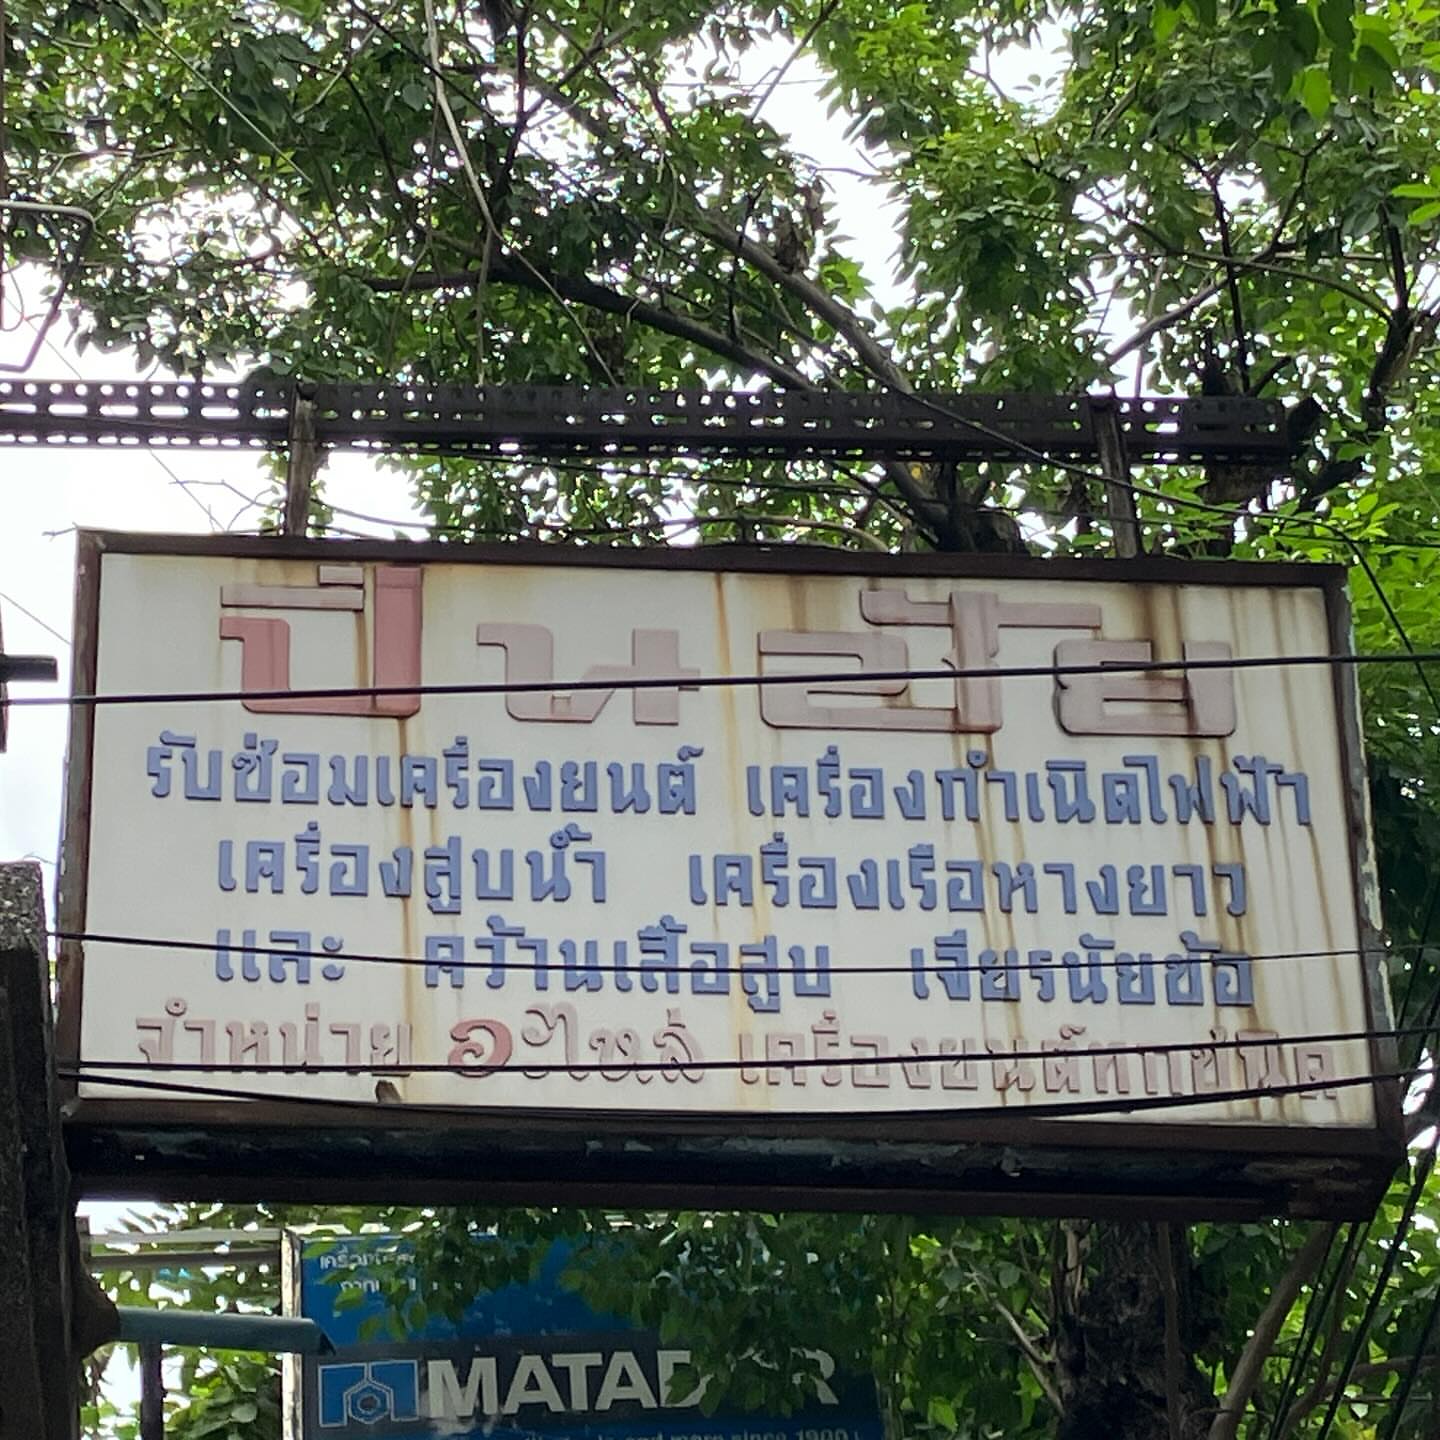 ปิ่นชัย
รับซ่อมเครื่องยนต์ เครื่องกำเนิดไฟฟ้า
เครื่องสูบน้ำ เครื่องเรือหางยาว
และ คว้านเสื้อสูบ เจียรนัยข้อ
จำหน่าย อะไหล่ เครื่องยนต์ทุกชนิด
MATADOR
and more since 1900